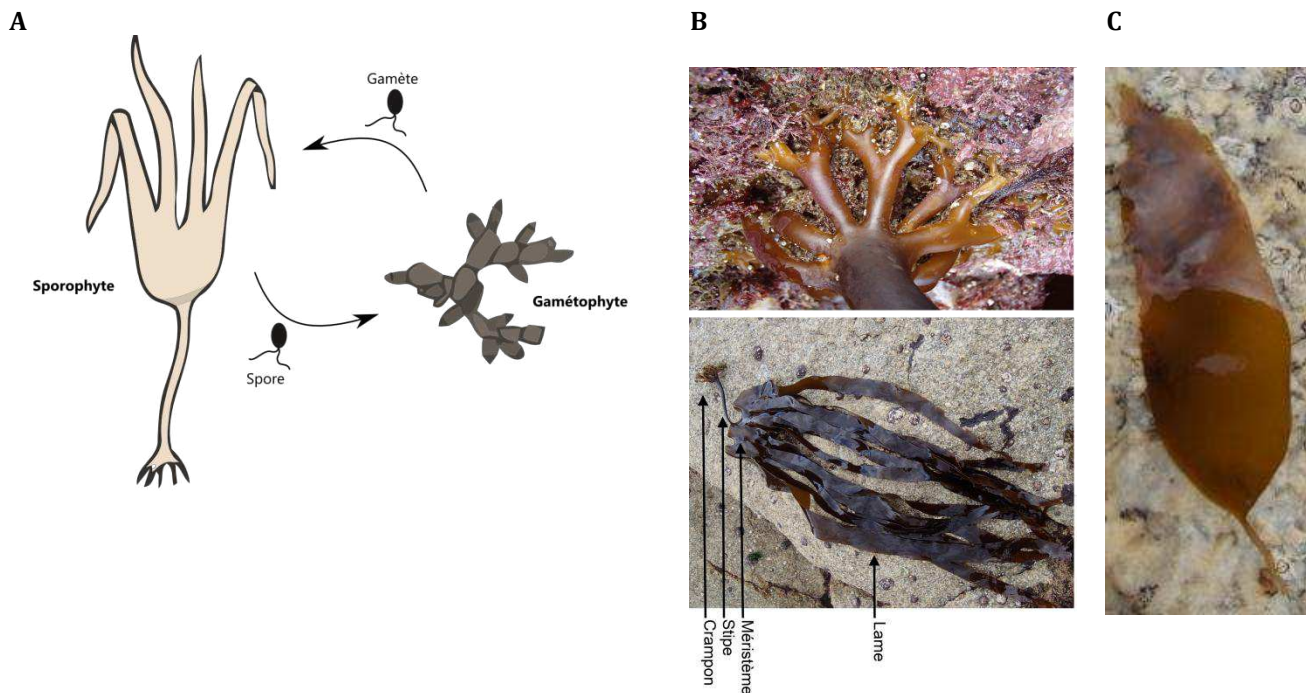 A
B
C
Gamète
Sporophyte
Gamétophyte
Spore
Crampon
Stipe
Méristème
Lame